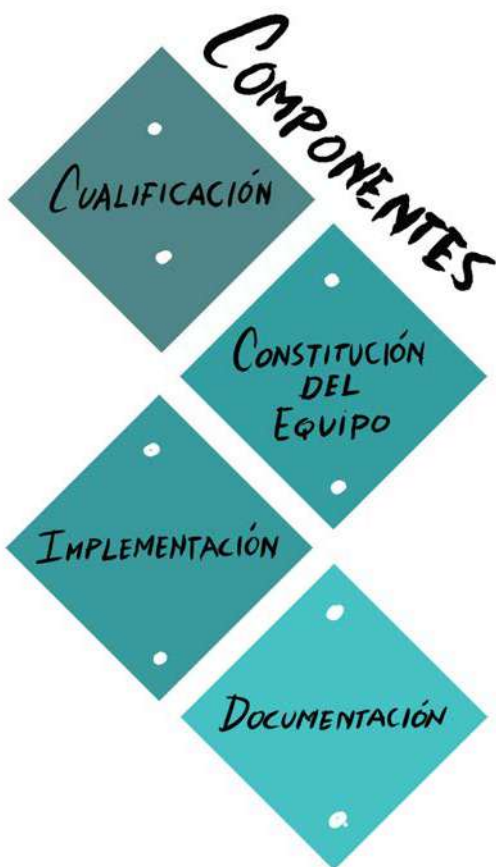 COMPONENTES
CUALIFICACIÓN
CONSTITUCIÓN
DEL
EQUIPO
IMPLEMENTACIÓN
DOCUMENTACIÓN